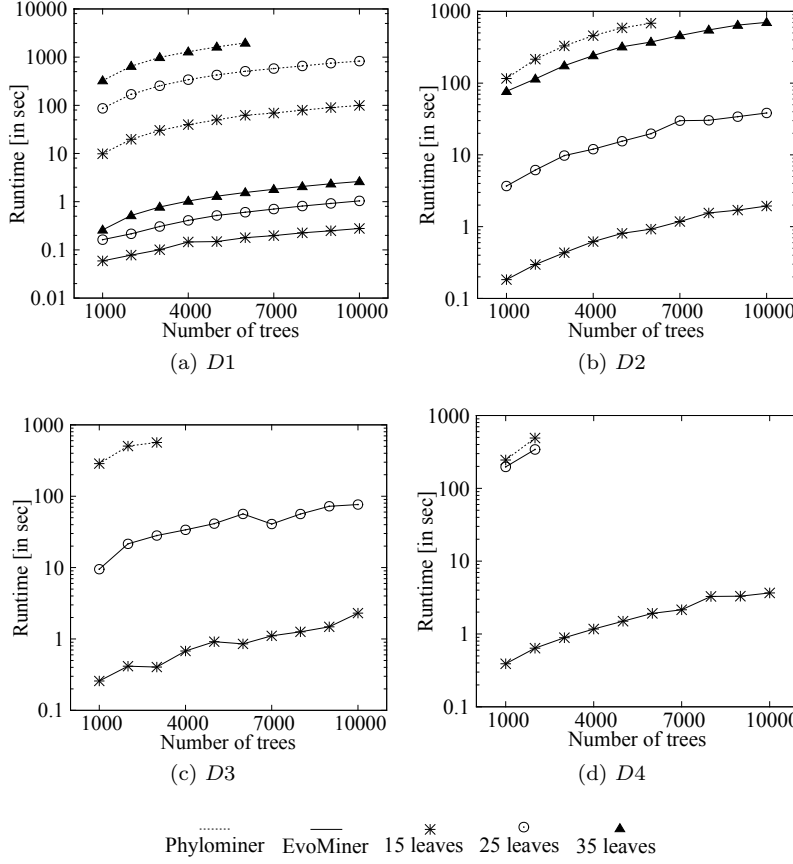 10000
1000
100
10
1
0.1
0.01
Runtime [in sec]
1000 4000 7000 10000
Number of trees
(a) D1
1000
100
10
1
0.1
Runtime [in sec]
1000 4000 7000 10000
Number of trees
(b) D2
1000
100
10
1
0.1
Runtime [in sec]
1000 4000 7000 10000
Number of trees
(c) D3
1000
100
10
1
0.1
Runtime [in sec]
1000 4000 7000 10000
Number of trees
(d) D4
Phylominer EvoMiner 15 leaves 25 leaves 35 leaves